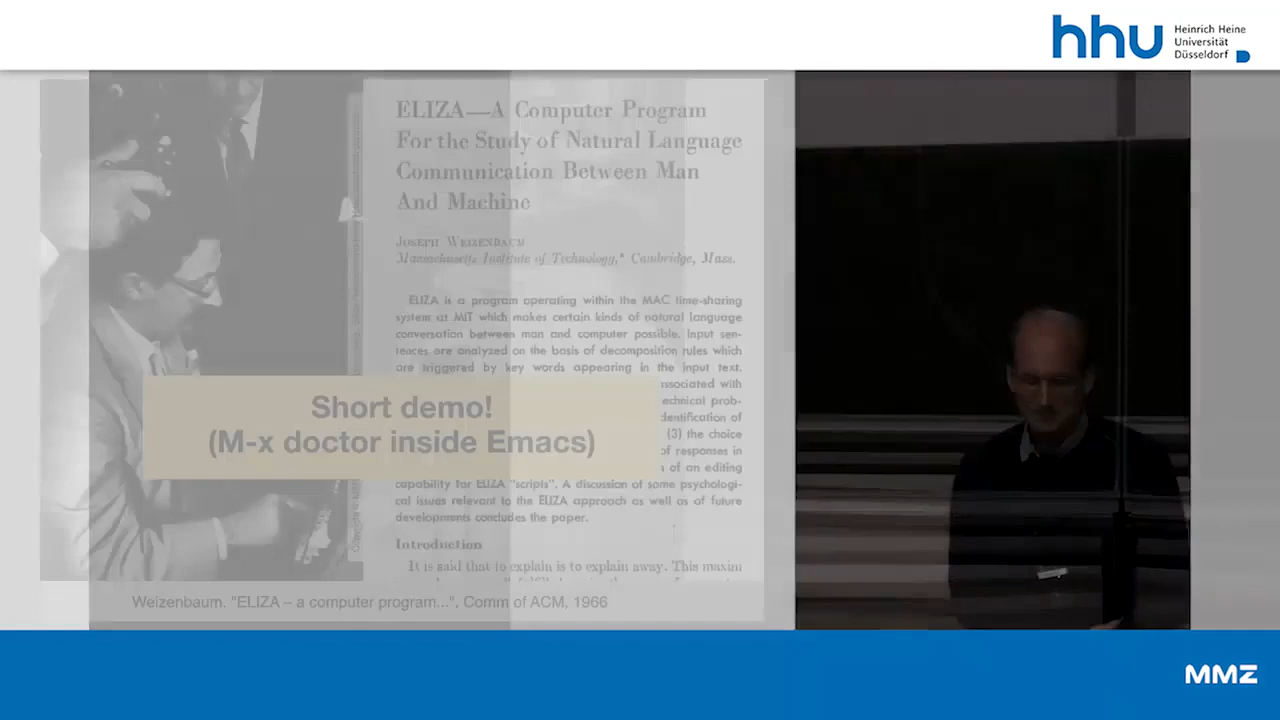 hhu
Heinrich Heine
Universität
Düsseldorf
ELIZA—A Computer Program
For the Study of Natural Language
Communication Between Man
And Machine
JOSEPH WEIZENBAUM
Massachusetts Institute of Technology,* Cambridge, Mass.
ELIZA is a program operating within the MAC time-sharing
system at MIT which makes certain kinds of natural language
conversation between man and computer possible. Input sen-
tences are analyzed on the basis of decomposition rules which
are triggered by key words appearing in the input text.
associated with
technical prob-
identification of
(3) the choice
of responses in
of an editing
capability for ELIZA "scripts". A discussion of some psychologi-
cal issues relevant to the ELIZA approach as well as of future
developments concludes the paper.
Introduction
It is said that to explain is to explain away. This maxim
Short demo!
(M-x doctor inside Emacs)
Weizenbaum. "ELIZA – a computer program...", Comm of ACM, 1966
MMZ